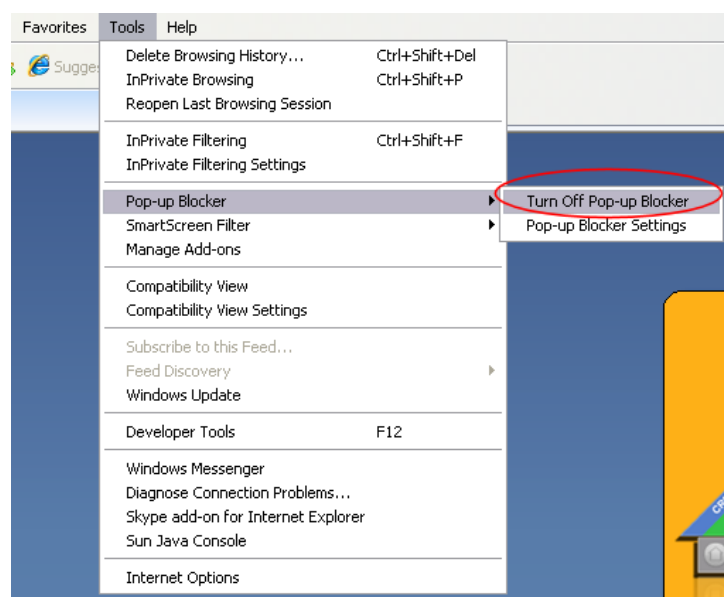 Favorites Tools Help
Delete Browsing History... Ctrl+Shift+Del
InPrivate Browsing Ctrl+Shift+P
Reopen Last Browsing Session
InPrivate Filtering Ctrl+Shift+F
InPrivate Filtering Settings
Pop-up Blocker Turn Off Pop-up Blocker
SmartScreen Filter Pop-up Blocker Settings
Manage Add-ons
Compatibility View
Compatibility View Settings
Subscribe to this Feed...
Feed Discovery
Windows Update
Developer Tools F12
Windows Messenger
Diagnose Connection Problems...
Skype add-on for Internet Explorer
Sun Java Console
Internet Options